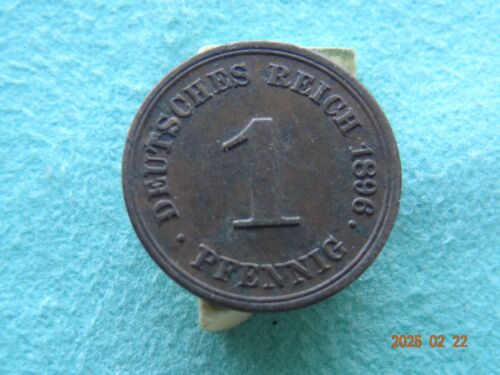 DEUTSCHES REICH 1896 .
1
. PFENNIG
2025 02 22